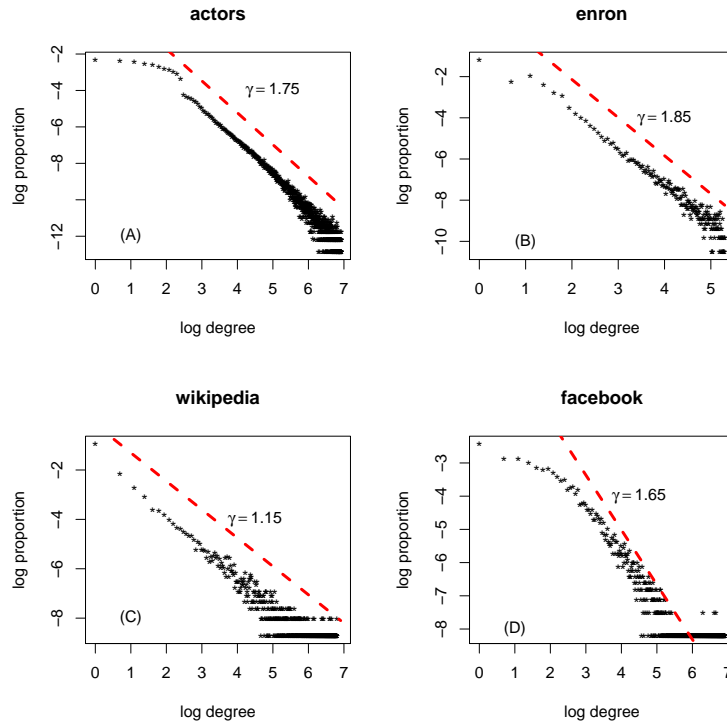 actors
log proportion
-2
-4
-6
-8
-12
γ = 1.75
(A)
0 1 2 3 4 5 6 7
log degree
enron
log proportion
-2
-4
-6
-8
-10
γ = 1.85
(B)
0 1 2 3 4 5
log degree
wikipedia
log proportion
-2
-4
-6
-8
γ = 1.15
(C)
0 1 2 3 4 5 6 7
log degree
facebook
log proportion
-3
-4
-5
-6
-7
-8
γ = 1.65
(D)
0 1 2 3 4 5 6 7
log degree